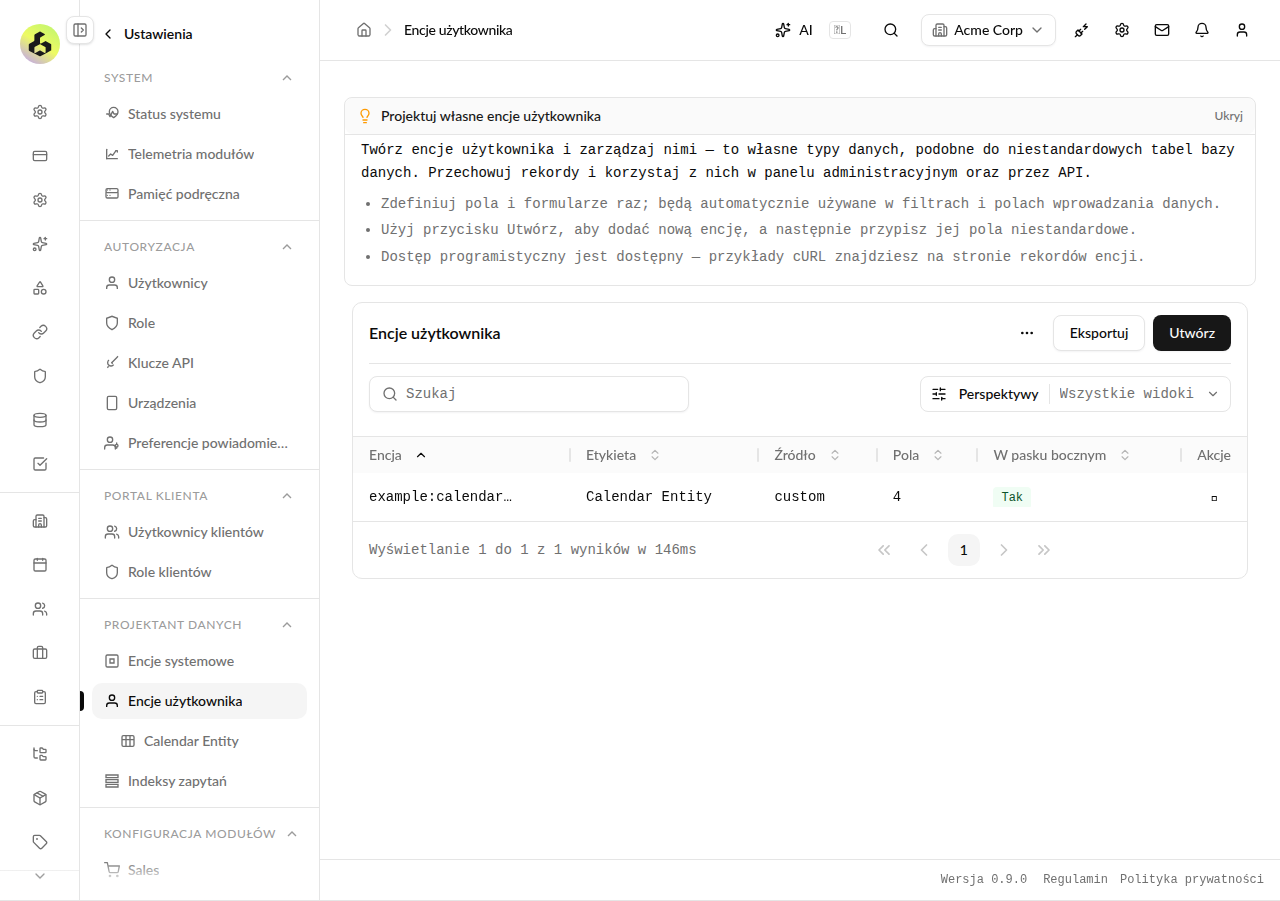 Ustawienia
SYSTEM
Status systemu
Telemetria modułów
Pamięć podręczna
AUTORYZACJA
Użytkownicy
Role
Klucze API
Urządzenia
Preferencje powiadomie...
PORTAL KLIENTA
Użytkownicy klientów
Role klientów
PROJEKTANT DANYCH
Encje systemowe
Encje użytkownika
Calendar Entity
Indeksy zapytań
KONFIGURACJA MODUŁÓW
Sales
Encje użytkownika
AI
L
Acme Corp
Projektuj własne encje użytkownika
Ukryj
Twórz encje użytkownika i zarządzaj nimi — to własne typy danych, podobne do niestandardowych tabel bazy
danych. Przechowuj rekordy i korzystaj z nich w panelu administracyjnym oraz przez API.
• Zdefiniuj pola i formularze raz; będą automatycznie używane w filtrach i polach wprowadzania danych.
• Użyj przycisku Utwórz, aby dodać nową encję, a następnie przypisz jej pola niestandardowe.
• Dostęp programistyczny jest dostępny — przykłady cURL znajdziesz na stronie rekordów encji.
Encje użytkownika
Eksportuj
Utwórz
Szukaj
Perspektywy
Wszystkie widoki
Encja
Etykieta
Źródło
Pola
W pasku bocznym
Akcje
example:calendar…
Calendar Entity
custom
4
Tak
Wyświetlanie 1 do 1 z 1 wyników w 146ms
1
Wersja 0.9.0
Regulamin
Polityka prywatności